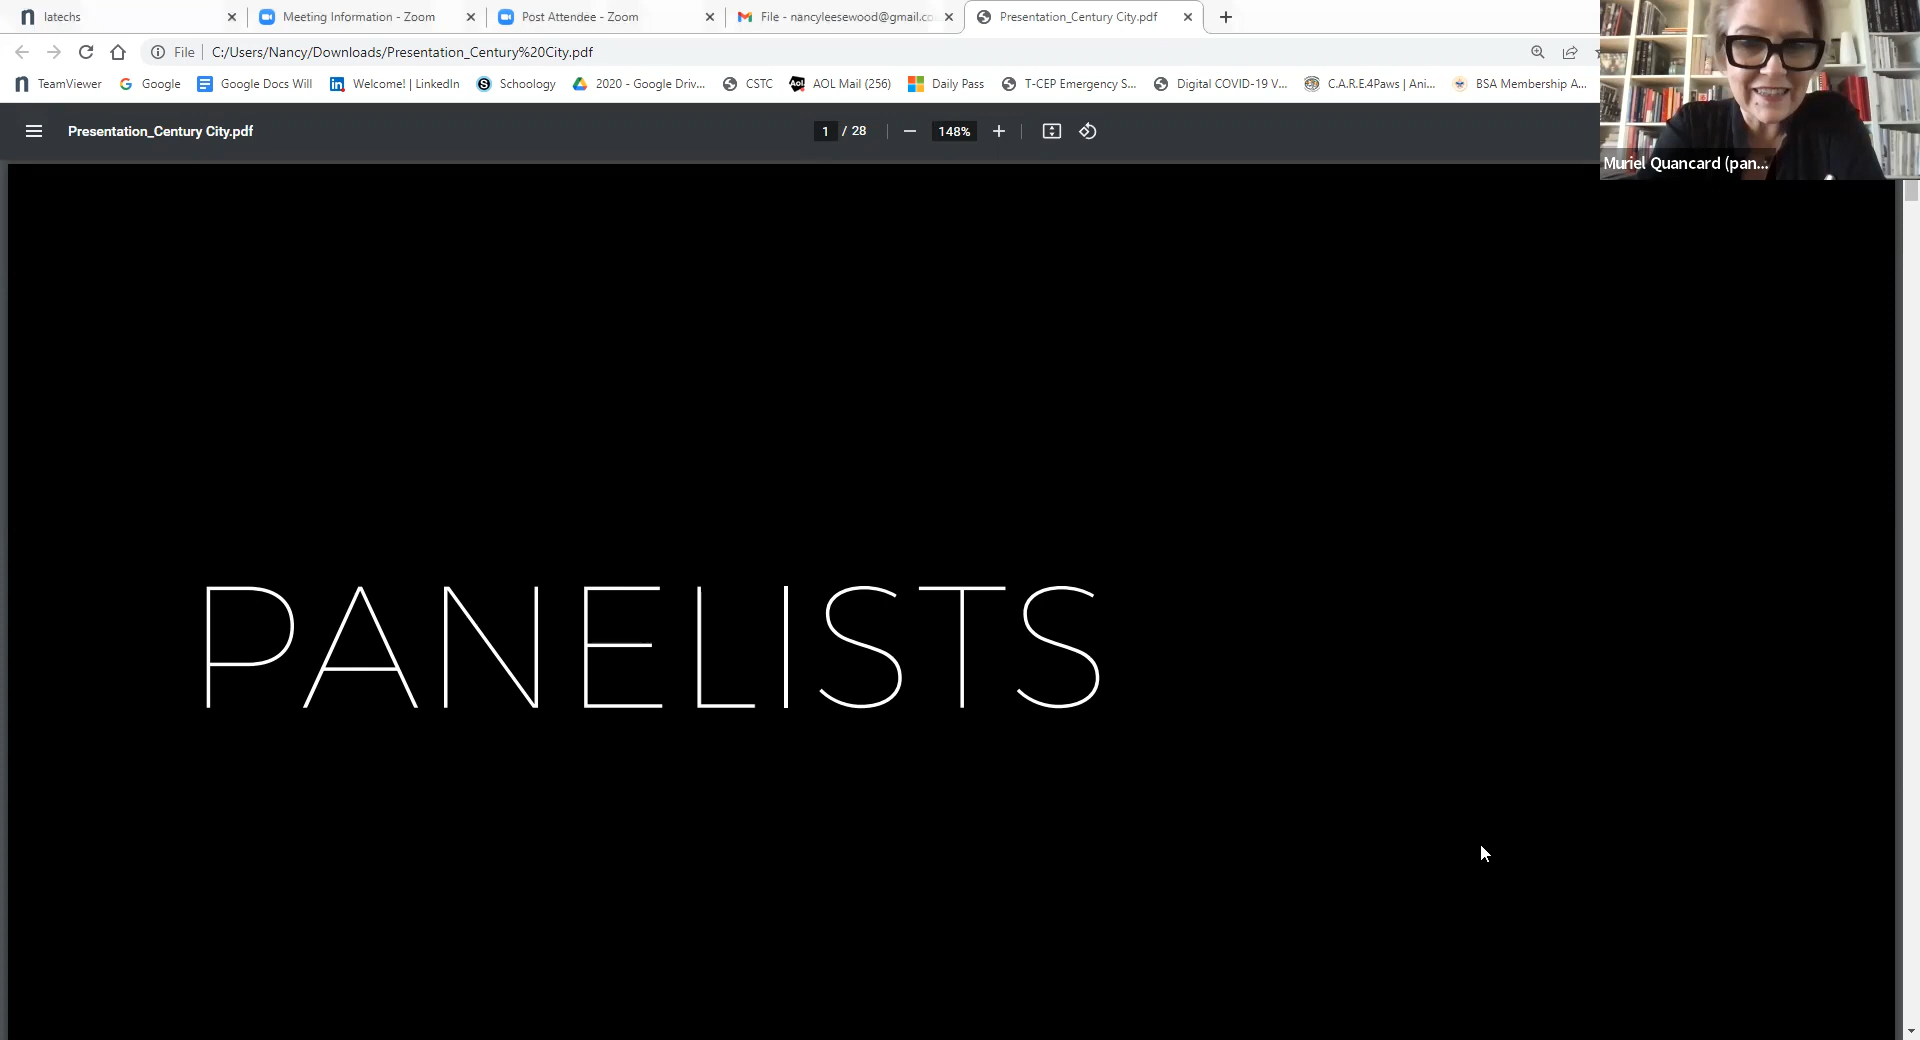 latechs
Meeting Information - Zoom
Post Attendee - Zoom
File - nancyleesewood@gmail.co
Presentation_Century City.pdf
File
C:/Users/Nancy/Downloads/Presentation_Century%20City.pdf
TeamViewer
Google
Google Docs Will
Welcome! | LinkedIn
Schoology
2020 - Google Driv...
CSTC
AOL Mail (256)
Daily Pass
T-CEP Emergency S...
Digital COVID-19 V...
C.A.R.E.4Paws | Ani...
BSA Membership A...
Presentation_Century City.pdf
1 / 28
148%
Muriel Quancard (pan...
PANELISTS